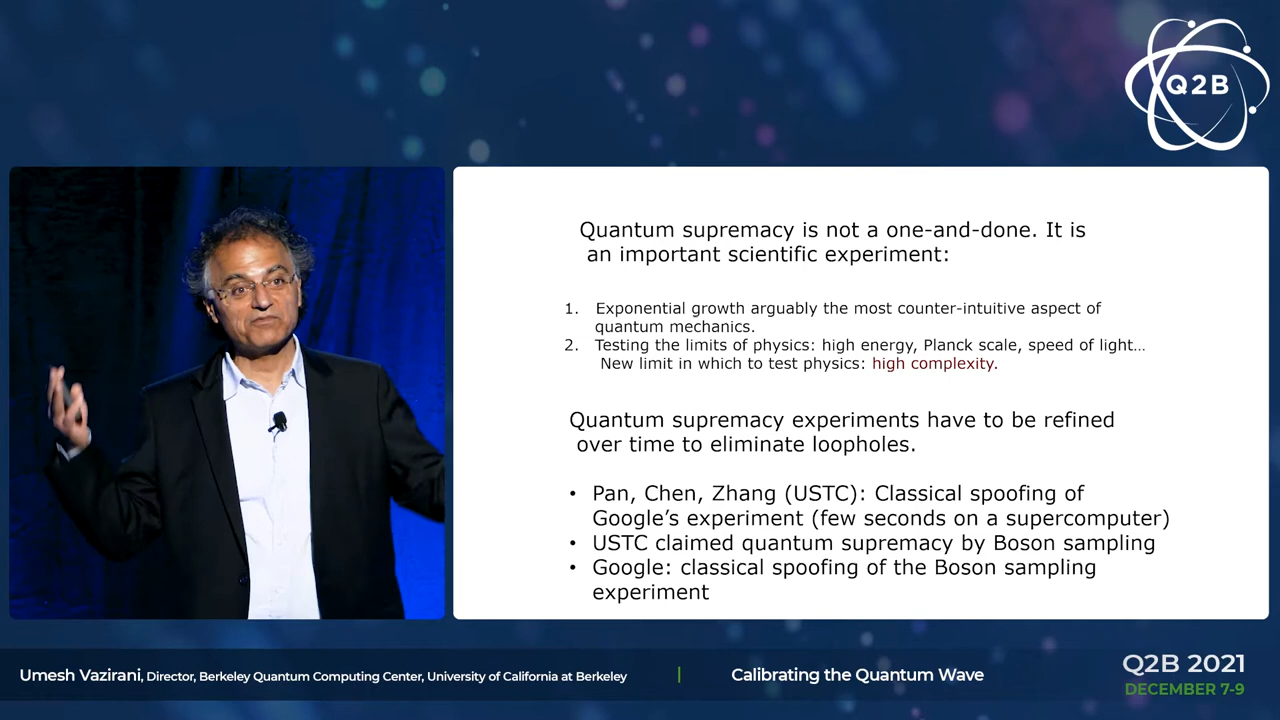 Q2B
Quantum supremacy is not a one-and-done. It is
an important scientific experiment:
1. Exponential growth arguably the most counter-intuitive aspect of
quantum mechanics.
2. Testing the limits of physics: high energy, Planck scale, speed of light...
New limit in which to test physics: high complexity.
Quantum supremacy experiments have to be refined
over time to eliminate loopholes.
• Pan, Chen, Zhang (USTC): Classical spoofing of
Google’s experiment (few seconds on a supercomputer)
• USTC claimed quantum supremacy by Boson sampling
• Google: classical spoofing of the Boson sampling
experiment
Umesh Vazirani, Director, Berkeley Quantum Computing Center, University of California at Berkeley
Calibrating the Quantum Wave
Q2B 2021
DECEMBER 7-9